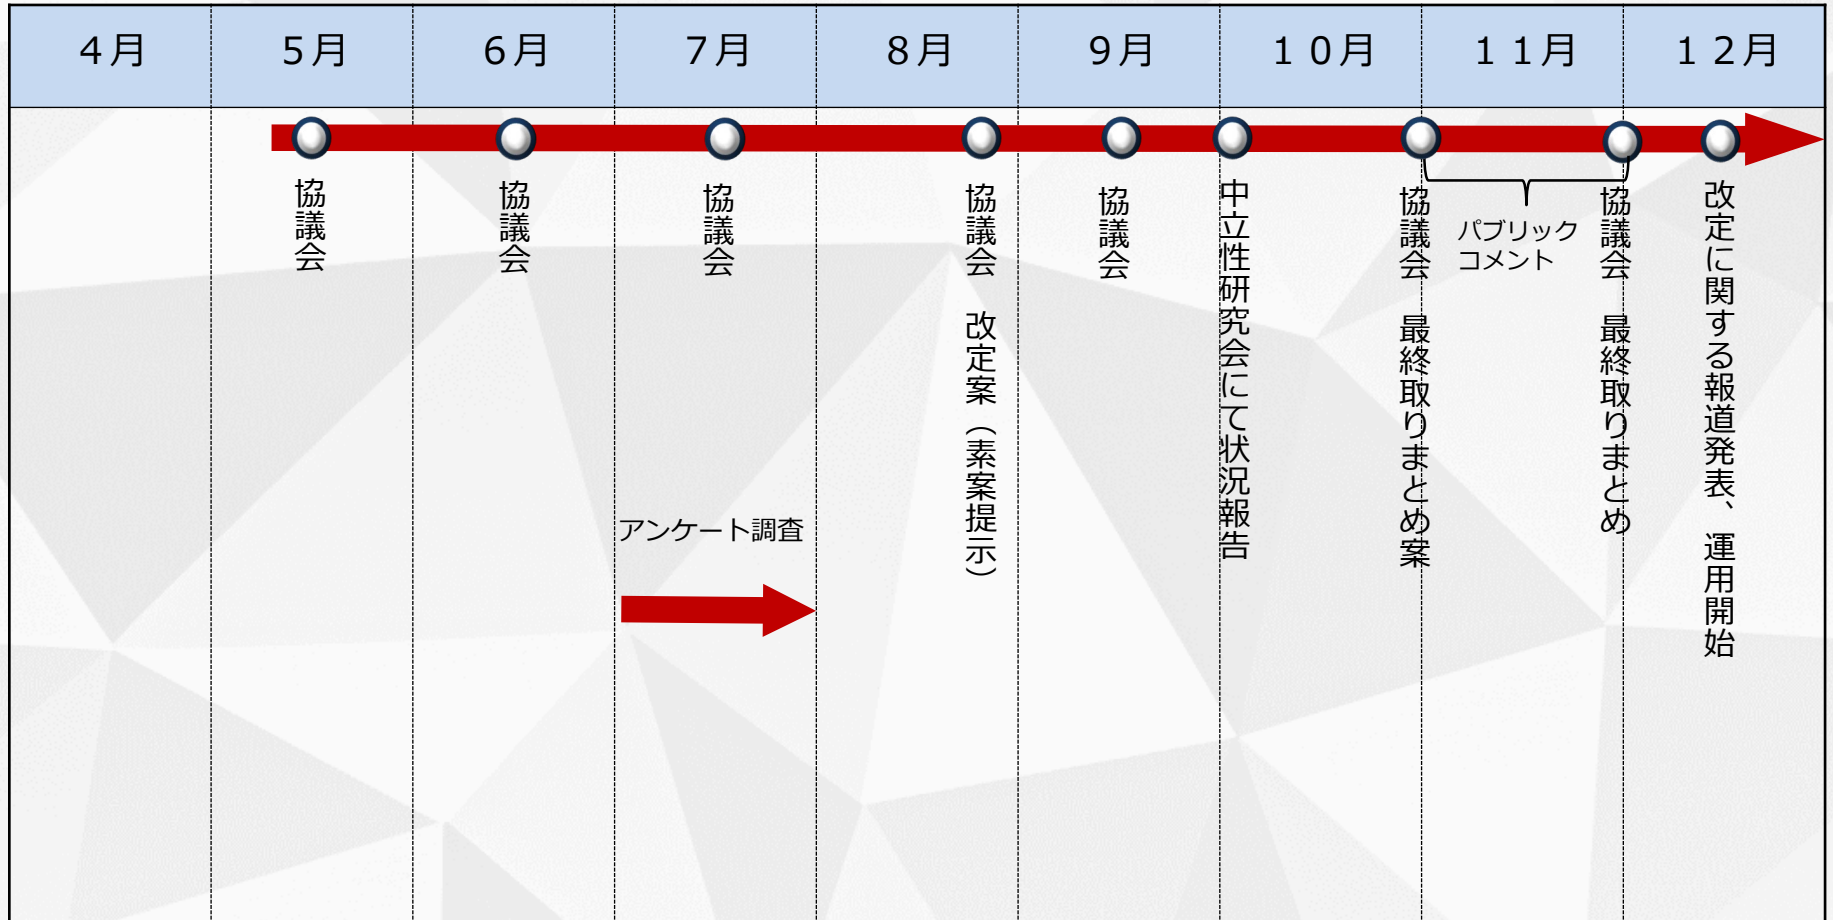 ４月
５月
６月
７月
８月
９月
１０月
１１月
１２月
協議会
協議会
協議会
協議会　改定案（素案提示）
協議会
中立性研究会にて状況報告
協議会　最終取りまとめ案
パブリック
コメント
協議会　最終取りまとめ
改定に関する報道発表、運用開始
アンケート調査